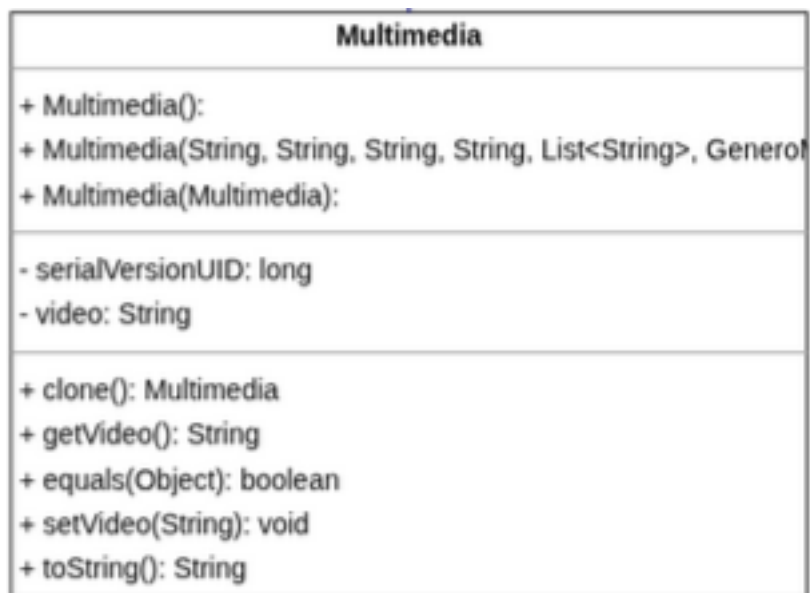 Multimedia
+ Multimedia():
+ Multimedia(String, String, String, String, List<String>,
+ Multimedia(Multimedia):
- serialVersionUID: long
- video: String
+ clone(): Multimedia
+ getVideo(): String
+ equals(Object): boolean
+ setVideo(String): void
+ toString(): String